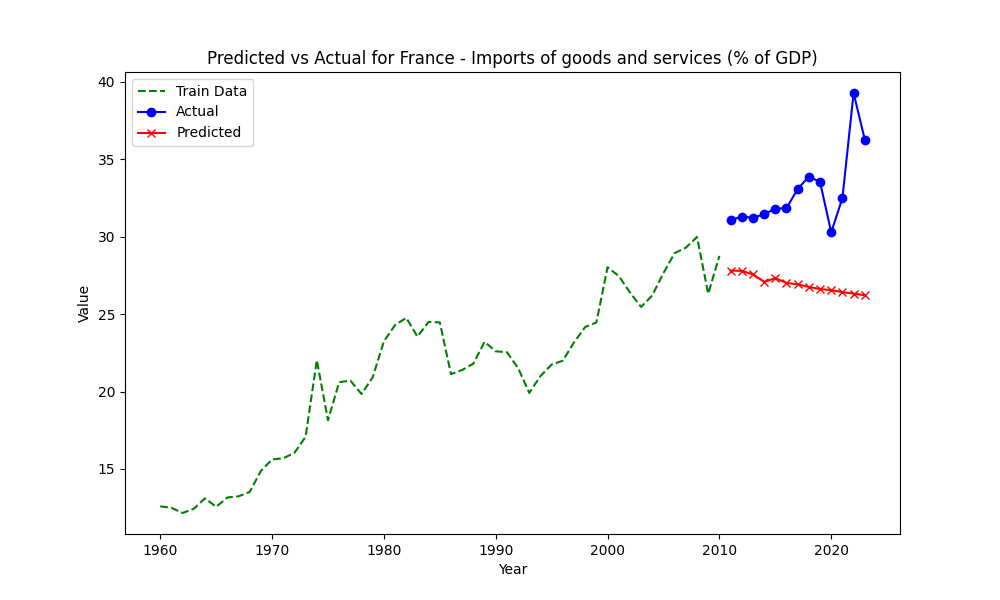 Predicted vs Actual for France - Imports of goods and services (% of GDP)
Train Data
Actual
Predicted
Value
40
35
30
25
20
15
1960 1970 1980 1990 2000 2010 2020
Year